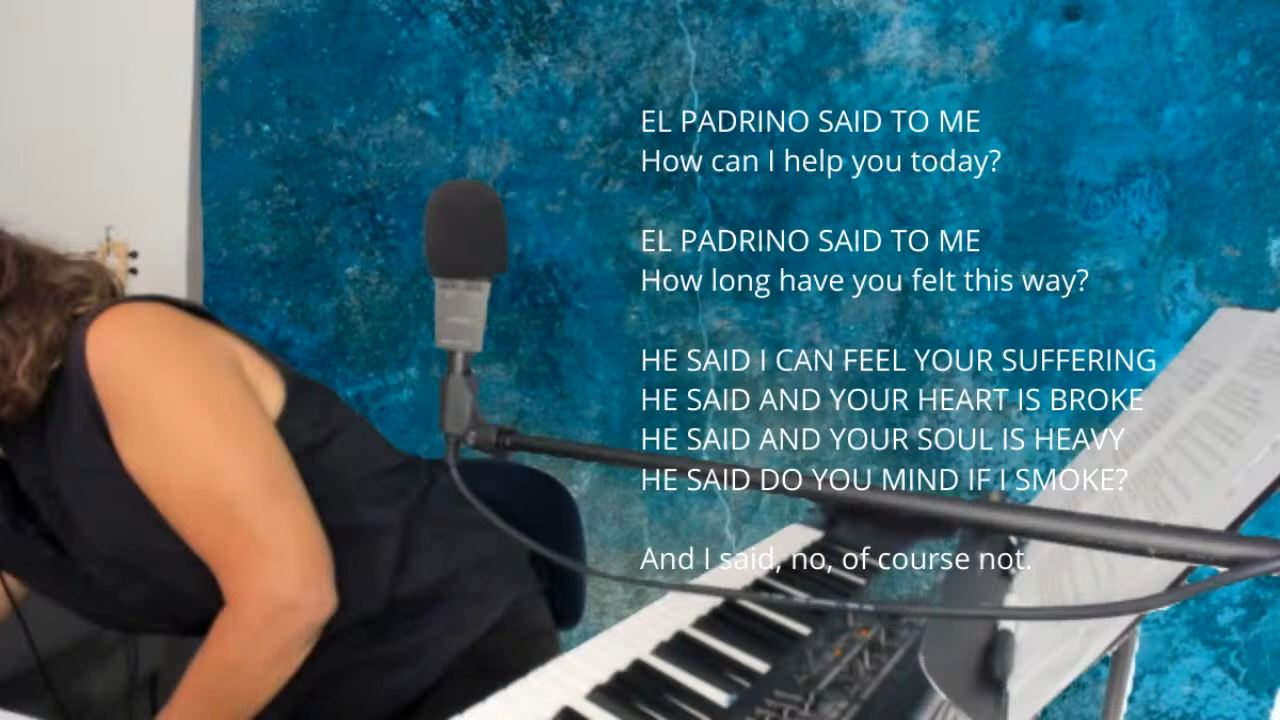 EL PADRINO SAID TO ME
How can I help you today?
EL PADRINO SAID TO ME
How long have you felt this way?
HE SAID I CAN FEEL YOUR SUFFERING
HE SAID AND YOUR HEART IS BROKE
HE SAID AND YOUR SOUL IS HEAVY
HE SAID DO YOU MIND IF I SMOKE?
And I said, no, of course not.